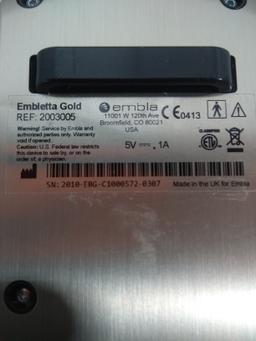 Embletta Gold
REF: 2003005
Warning! Service by Embla and
authorized parties only. Warranty
void if opened.
Caution: U.S. Federal law restricts
this device to sale by, or on the
order of, a physician.
embla
11001 W 120th Ave
Broomfield, CO 80021
USA
CE0413
5V .1A
SN:2010-EBG-C1000572-0307
Made in the UK for Embla